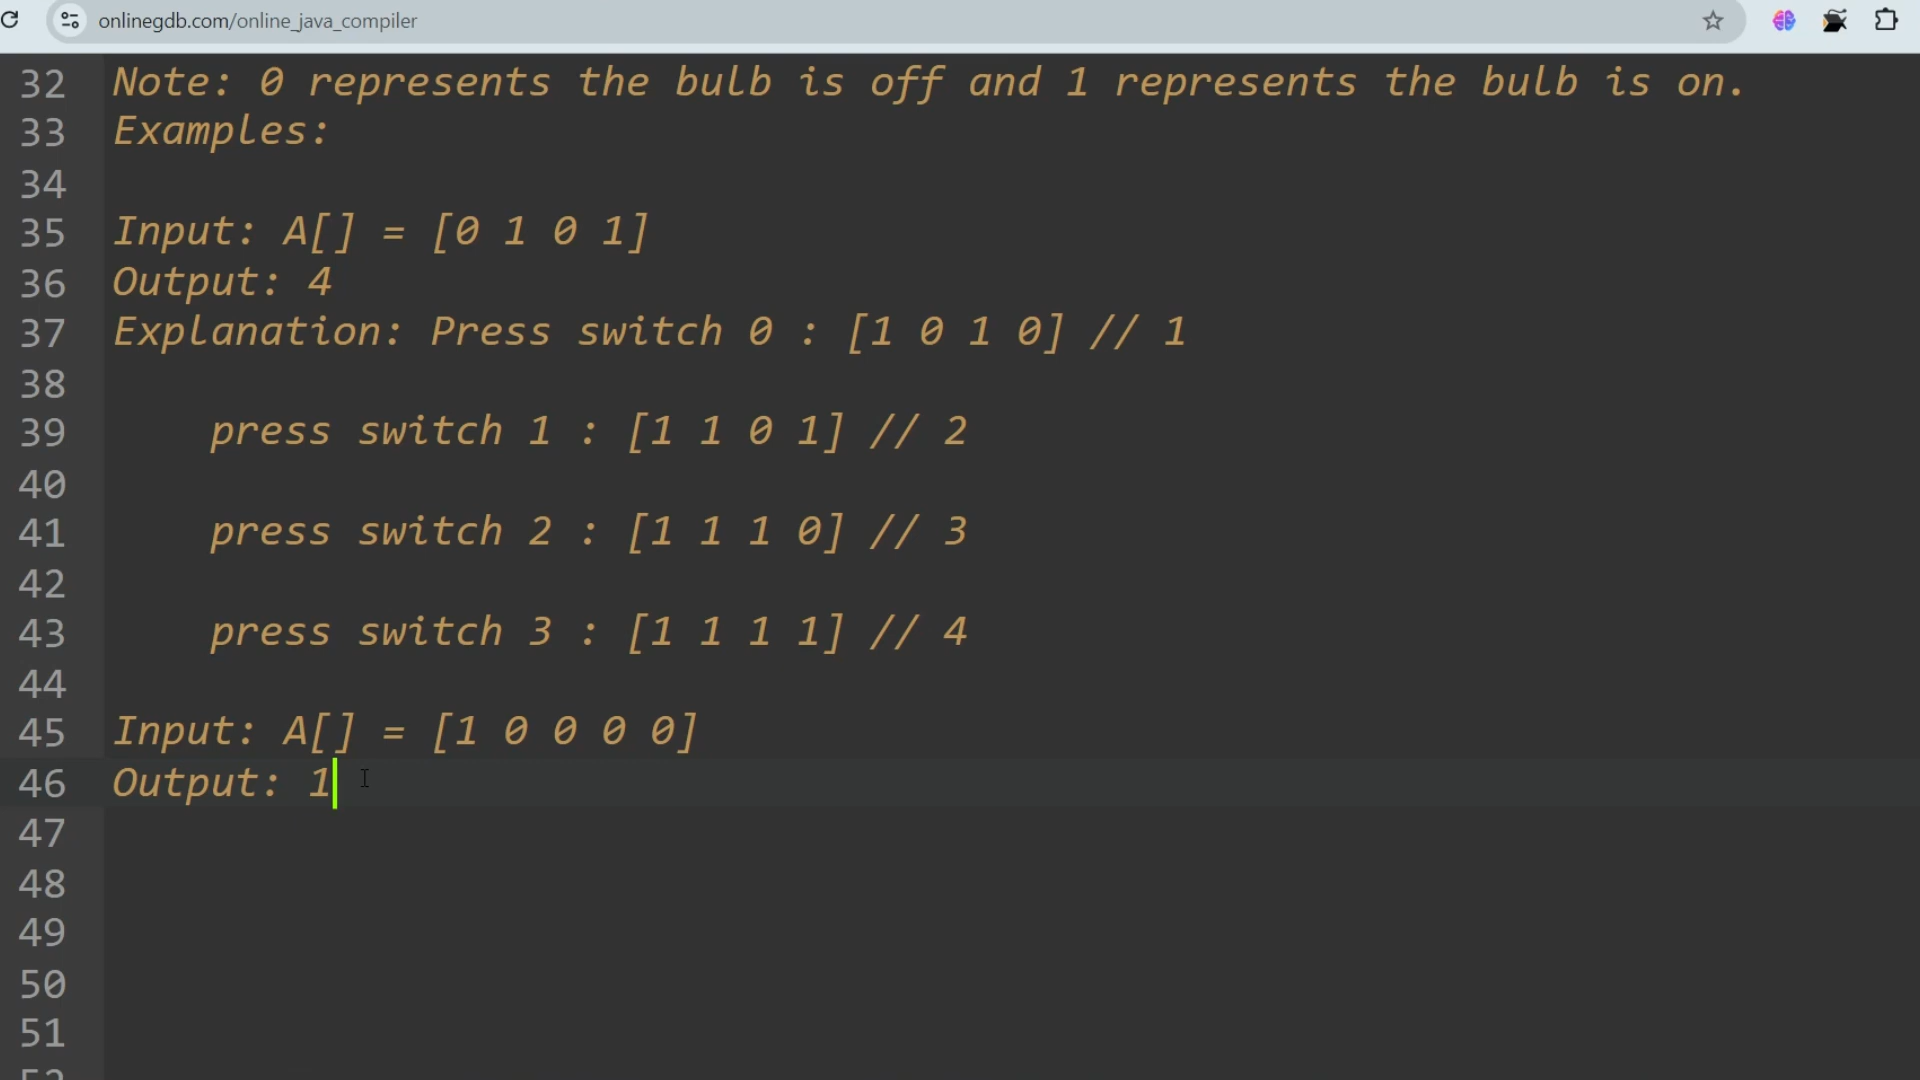 onlinegdb.com/online_java_compiler
32 Note: 0 represents the bulb is off and 1 represents the bulb is on.
33 Examples:
34
35 Input: A[] = [0 1 0 1]
36 Output: 4
37 Explanation: Press switch 0 : [1 0 1 0] // 1
38
39 press switch 1 : [1 1 0 1] // 2
40
41 press switch 2 : [1 1 1 0] // 3
42
43 press switch 3 : [1 1 1 1] // 4
44
45 Input: A[] = [1 0 0 0 0]
46 Output: 1
47
48
49
50
51
52